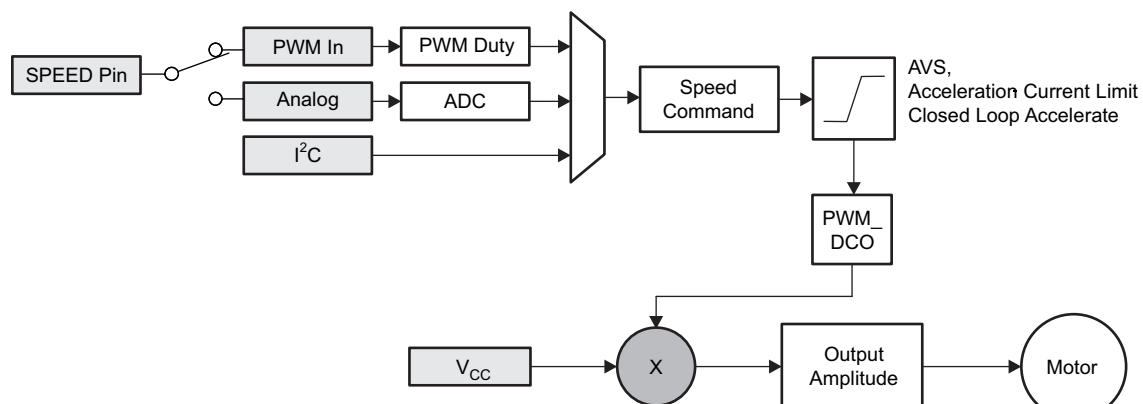 SPEED Pin
PWM In
PWM Duty
Analog
ADC
I²C
Speed
Command
AVS,
Acceleration Current Limit
Closed Loop Accelerate
PWM_
DCO
V_CC
X
Output
Amplitude
Motor